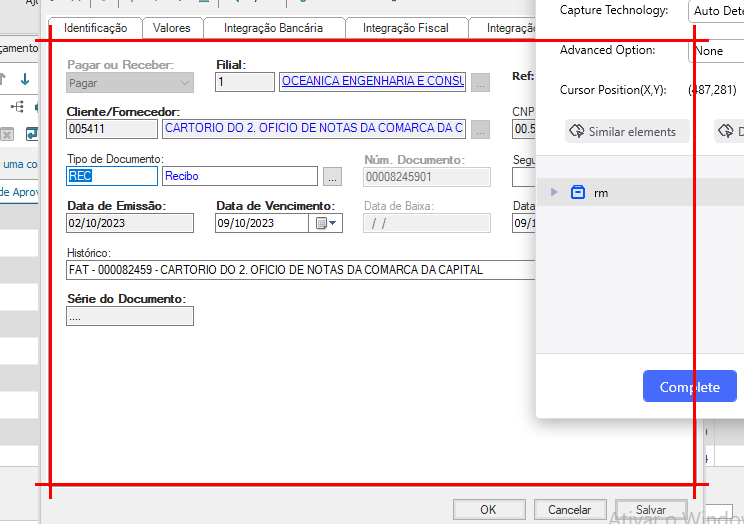 Capture Technology: Auto Dete
Identificação Valores Integração Bancária Integração Fiscal Integraçã
çamento
Advanced Option: None
Pagar ou Receber: Filial: Ref:
Pagar 1 OCEANICA ENGENHARIA E CONSU ...
Cursor Position(X,Y): (487,281)
Cliente/Fornecedor: CNP
005411 CARTORIO DO 2. OFICIO DE NOTAS DA COMARCA DA C ... 00.5
Similar elements D
Tipo de Documento: Núm. Documento: Segu
uma co
REC Recibo ... 00008245901
de Aprov
rm
Data de Emissão: Data de Vencimento: Data de Baixa: Data
02/10/2023 09/10/2023 / / 09/1
Histórico:
FAT - 000082459 - CARTORIO DO 2. OFICIO DE NOTAS DA COMARCA DA CAPITAL
Série do Documento:
....
Complete
OK Cancelar Salvar
Ativar o Window